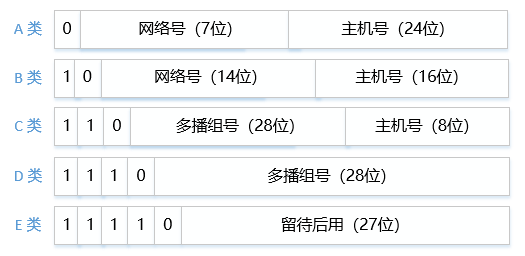 A 类 0 网络号 (7位) 主机号 (24位)
B 类 1 0 网络号 (14位) 主机号 (16位)
C 类 1 1 0 多播组号 (28位) 主机号 (8位)
D 类 1 1 1 0 多播组号 (28位)
E 类 1 1 1 1 0 留待后用 (27位)